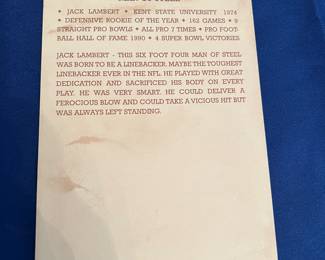 • JACK LAMBERT • KENT STATE UNIVERSITY 1974
• DEFENSIVE ROOKIE OF THE YEAR • 162 GAMES • 9
STRAIGHT PRO BOWLS • ALL PRO 7 TIMES • PRO FOOT-
BALL HALL OF FAME 1990 • 4 SUPER BOWL VICTORIES
JACK LAMBERT - THIS SIX FOOT FOUR MAN OF STEEL
WAS BORN TO BE A LINEBACKER. MAYBE THE TOUGHEST
LINEBACKER EVER IN THE NFL. HE PLAYED WITH GREAT
DEDICATION AND SACRIFICED HIS BODY ON EVERY
PLAY. HE WAS VERY SMART. HE COULD DELIVER A
FEROCIOUS BLOW AND COULD TAKE A VICIOUS HIT BUT
WAS ALWAYS LEFT STANDING.